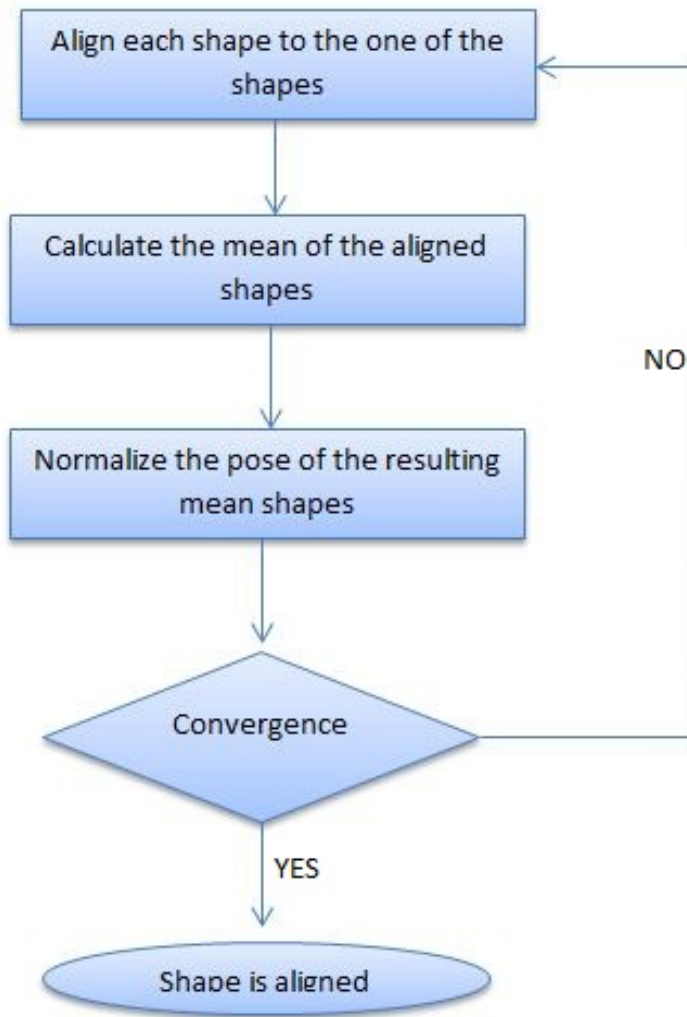 Align each shape to the one of the
shapes
Calculate the mean of the aligned
shapes
NO
Normalize the pose of the resulting
mean shapes
Convergence
YES
Shape is aligned